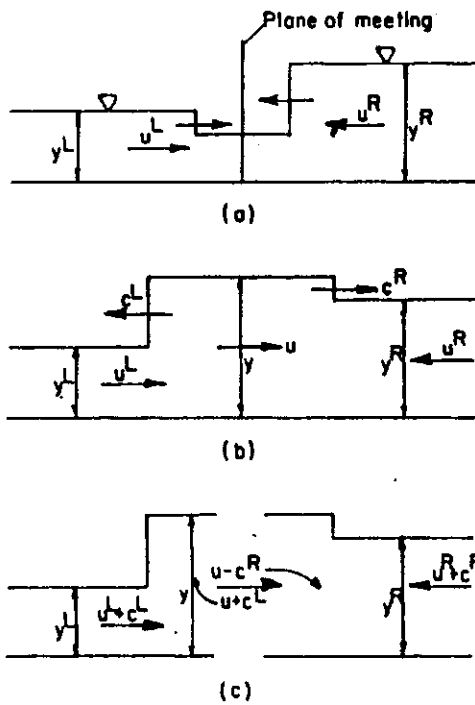 Plane of meeting
y^L
u^L
u^R
y^R
(a)
c^L
c^R
y^L
u^L
y
u
y^R
u^R
(b)
y^L
u^L+c^L
y
u-c^R
u+c^L
y^R
u^R+c^R
(c)